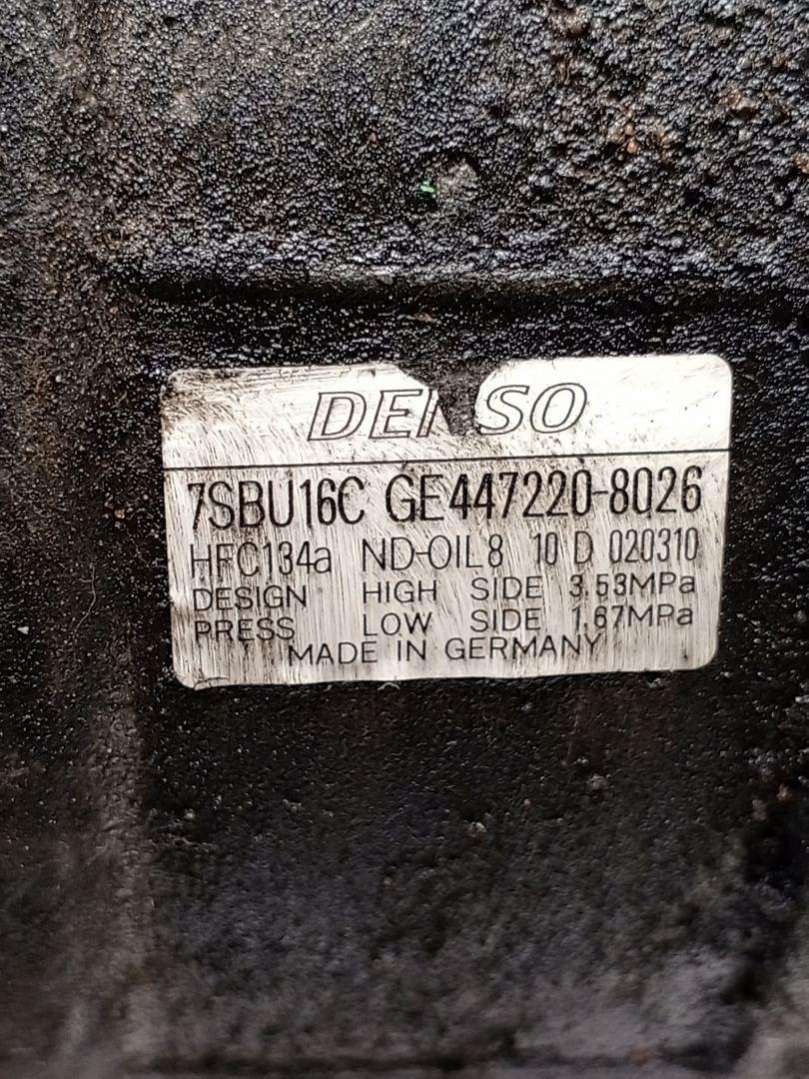 DENSO
7SBU16C GE447220-8026
HFC134a ND-OIL8 10 D 020310
DESIGN HIGH SIDE 3.53MPa
PRESS LOW SIDE 1.67MPa
MADE IN GERMANY